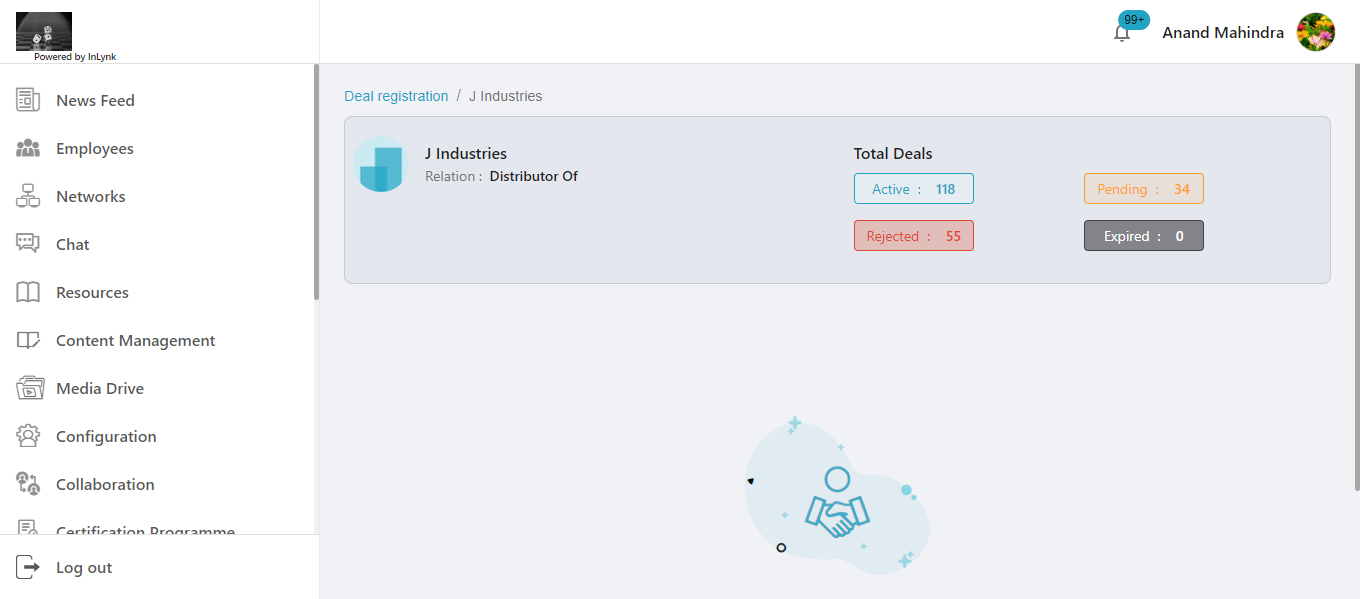 Powered by InLynk
99+
Anand Mahindra
News Feed
Employees
Networks
Chat
Resources
Content Management
Media Drive
Configuration
Collaboration
Certification Programme
Log out
Deal registration / J Industries
J Industries
Relation : Distributor Of
Total Deals
Active : 118
Pending : 34
Rejected : 55
Expired : 0